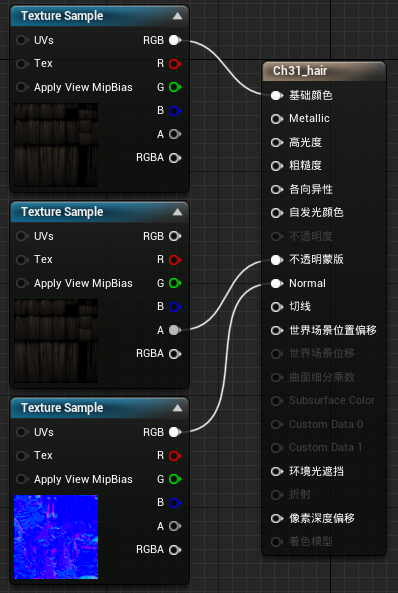 Texture Sample
UVs
RGB
Tex
R
Apply View MipBias
G
B
A
RGBA
Texture Sample
UVs
RGB
Tex
R
Apply View MipBias
G
B
A
RGBA
Texture Sample
UVs
RGB
Tex
R
Apply View MipBias
G
B
A
RGBA
Ch31_hair
基础颜色
Metallic
高光度
粗糙度
各向异性
自发光颜色
不透明度
不透明蒙版
Normal
切线
世界场景位置偏移
世界场景位移
曲面细分乘数
Subsurface Color
Custom Data 0
Custom Data 1
环境光遮挡
折射
像素深度偏移
着色模型